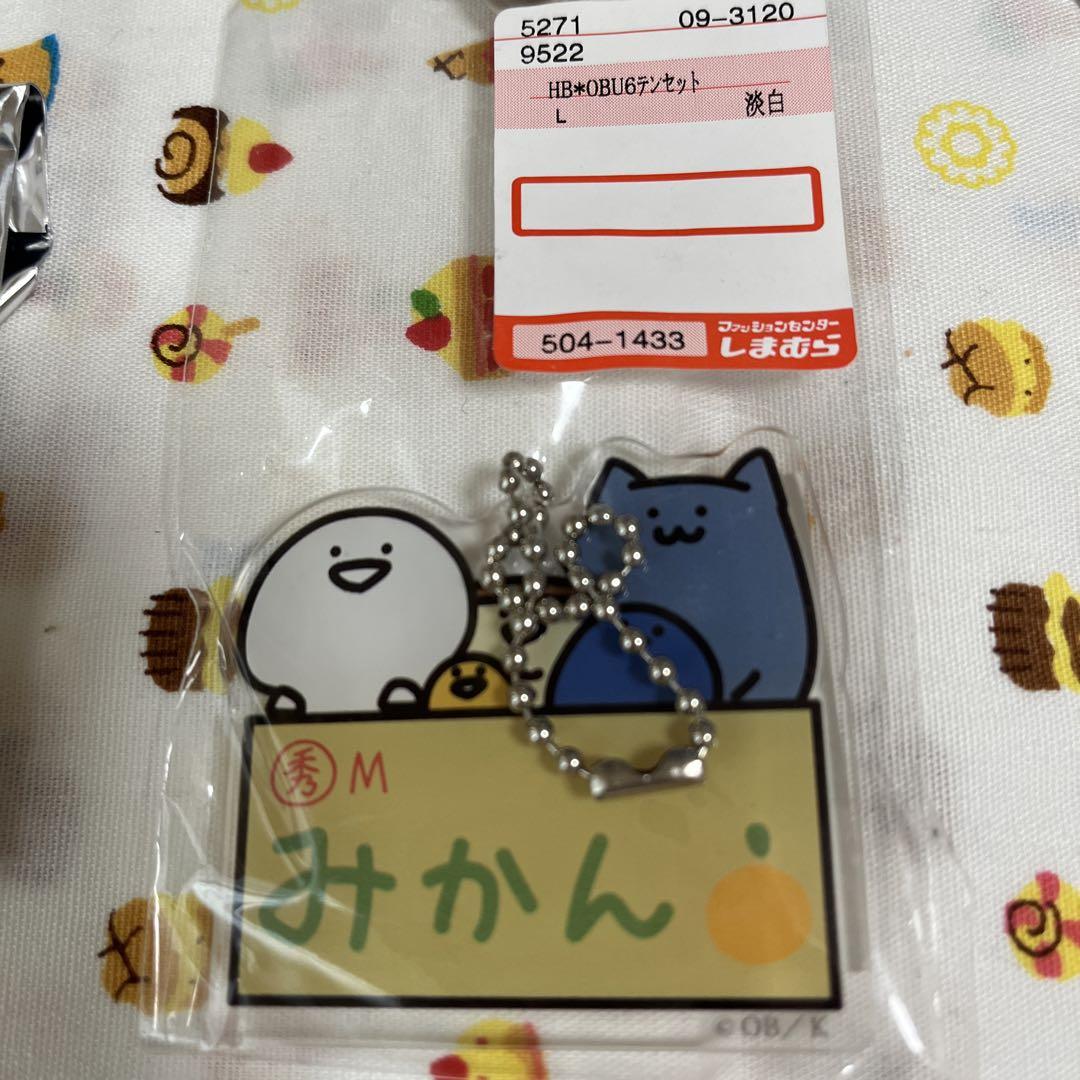 5271 09-3120
9522
HB*OBU6テンセット
L 淡白
504-1433
ファッションセンター
しまむら
秀 M
みかん
©OB/K